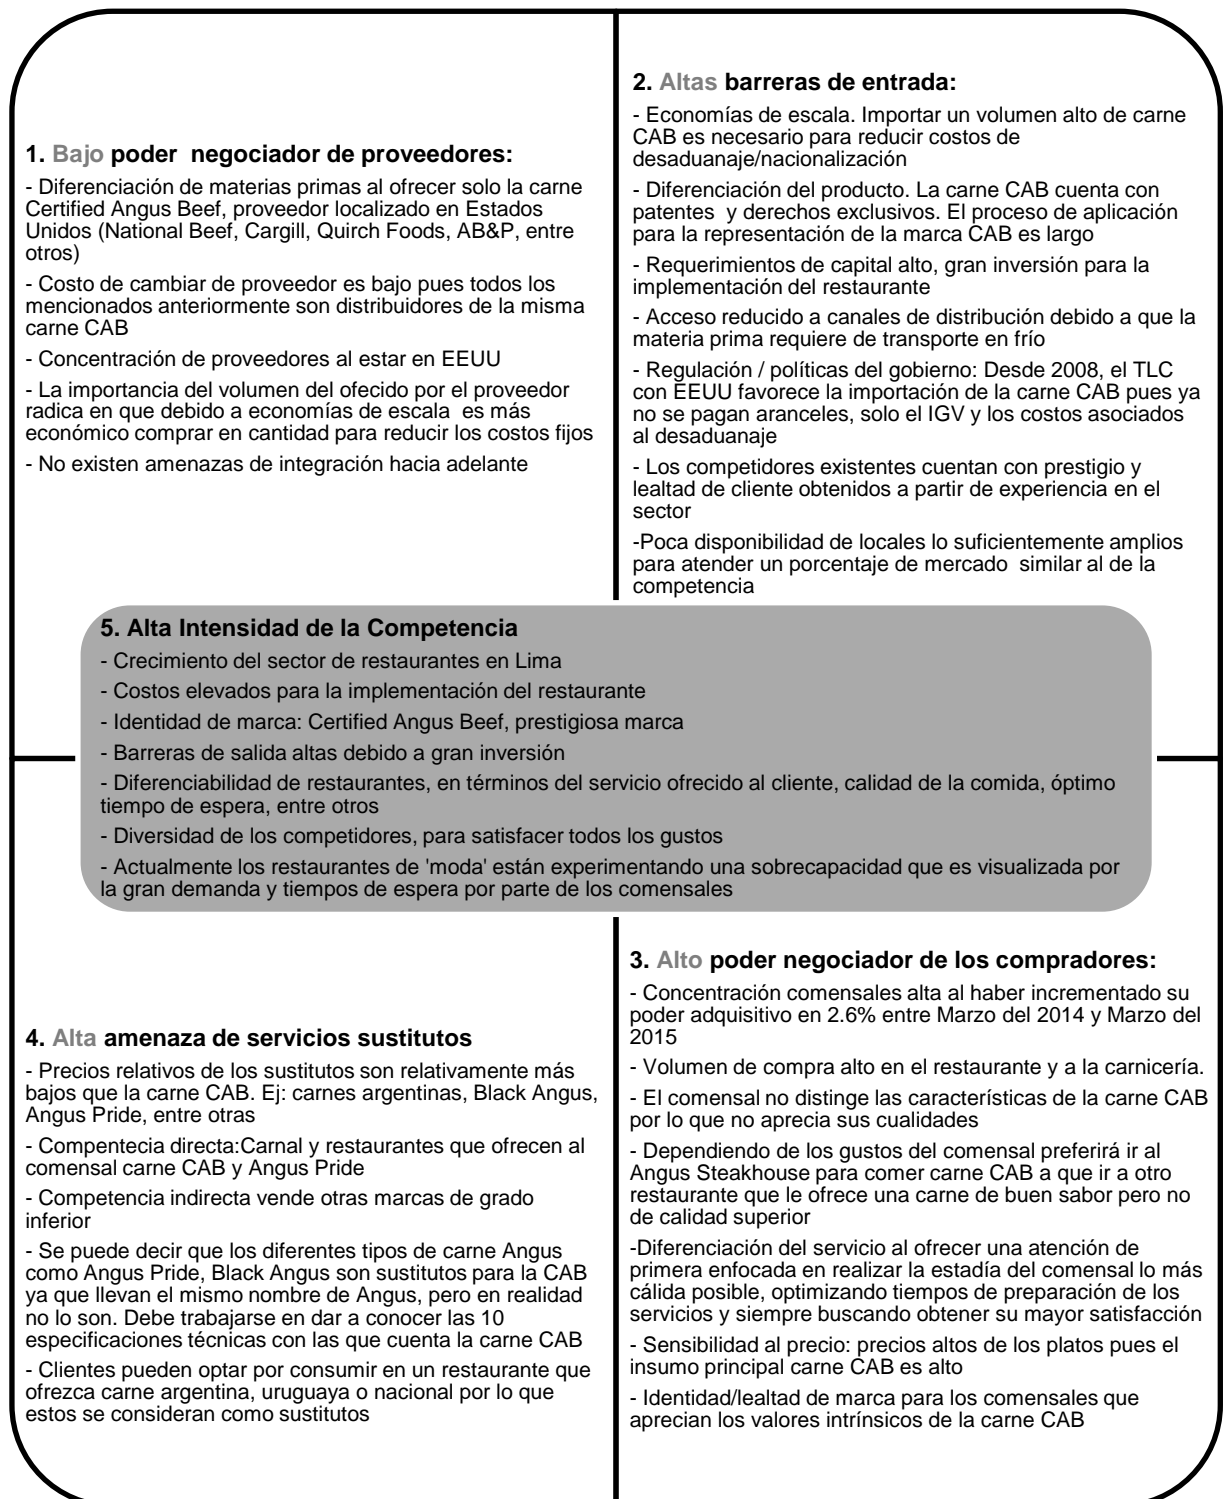 1. Bajo poder  negociador de proveedores:
- Diferenciación de materias primas al ofrecer solo la carne
Certified Angus Beef, proveedor localizado en Estados
Unidos (National Beef, Cargill, Quirch Foods, AB&P, entre
otros)
- Costo de cambiar de proveedor es bajo pues todos los
mencionados anteriormente son distribuidores de la misma
carne CAB
- Concentración de proveedores al estar en EEUU
- La importancia del volumen del ofecido por el proveedor
radica en que debido a economías de escala  es más
económico comprar en cantidad para reducir los costos fijos
- No existen amenazas de integración hacia adelante
2. Altas barreras de entrada:
- Economías de escala. Importar un volumen alto de carne
CAB es necesario para reducir costos de
desaduanaje/nacionalización
- Diferenciación del producto. La carne CAB cuenta con
patentes  y derechos exclusivos. El proceso de aplicación
para la representación de la marca CAB es largo
- Requerimientos de capital alto, gran inversión para la
implementación del restaurante
- Acceso reducido a canales de distribución debido a que la
materia prima requiere de transporte en frío
- Regulación / políticas del gobierno: Desde 2008, el TLC
con EEUU favorece la importación de la carne CAB pues ya
no se pagan aranceles, solo el IGV y los costos asociados
al desaduanaje
- Los competidores existentes cuentan con prestigio y
lealtad de cliente obtenidos a partir de experiencia en el
sector
-Poca disponibilidad de locales lo suficientemente amplios
para atender un porcentaje de mercado  similar al de la
competencia
5. Alta Intensidad de la Competencia
- Crecimiento del sector de restaurantes en Lima
- Costos elevados para la implementación del restaurante
- Identidad de marca: Certified Angus Beef, prestigiosa marca
- Barreras de salida altas debido a gran inversión
- Diferenciabilidad de restaurantes, en términos del servicio ofrecido al cliente, calidad de la comida, óptimo
tiempo de espera, entre otros
- Diversidad de los competidores, para satisfacer todos los gustos
- Actualmente los restaurantes de 'moda' están experimentando una sobrecapacidad que es visualizada por
la gran demanda y tiempos de espera por parte de los comensales
4. Alta amenaza de servicios sustitutos
- Precios relativos de los sustitutos son relativamente más
bajos que la carne CAB. Ej: carnes argentinas, Black Angus,
Angus Pride, entre otras
- Compentecia directa:Carnal y restaurantes que ofrecen al
comensal carne CAB y Angus Pride
- Competencia indirecta vende otras marcas de grado
inferior
- Se puede decir que los diferentes tipos de carne Angus
como Angus Pride, Black Angus son sustitutos para la CAB
ya que llevan el mismo nombre de Angus, pero en realidad
no lo son. Debe trabajarse en dar a conocer las 10
especificaciones técnicas con las que cuenta la carne CAB
- Clientes pueden optar por consumir en un restaurante que
ofrezca carne argentina, uruguaya o nacional por lo que
estos se consideran como sustitutos
3. Alto poder negociador de los compradores:
- Concentración comensales alta al haber incrementado su
poder adquisitivo en 2.6% entre Marzo del 2014 y Marzo del
2015
- Volumen de compra alto en el restaurante y a la carnicería.
- El comensal no distinge las características de la carne CAB
por lo que no aprecia sus cualidades
- Dependiendo de los gustos del comensal preferirá ir al
Angus Steakhouse para comer carne CAB a que ir a otro
restaurante que le ofrece una carne de buen sabor pero no
de calidad superior
-Diferenciación del servicio al ofrecer una atención de
primera enfocada en realizar la estadía del comensal lo más
cálida posible, optimizando tiempos de preparación de los
servicios y siempre buscando obtener su mayor satisfacción
- Sensibilidad al precio: precios altos de los platos pues el
insumo principal carne CAB es alto
- Identidad/lealtad de marca para los comensales que
aprecian los valores intrínsicos de la carne CAB